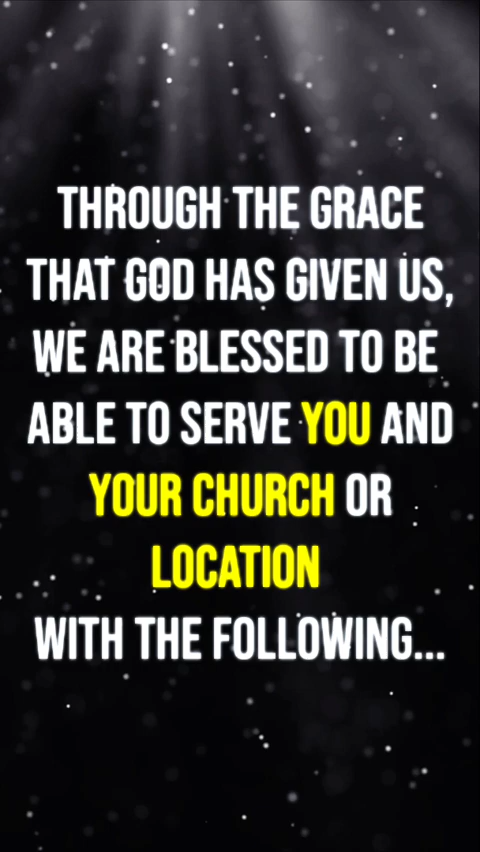 THROUGH THE GRACE
THAT GOD HAS GIVEN US,
WE ARE BLESSED TO BE
ABLE TO SERVE YOU AND
YOUR CHURCH OR
LOCATION
WITH THE FOLLOWING...